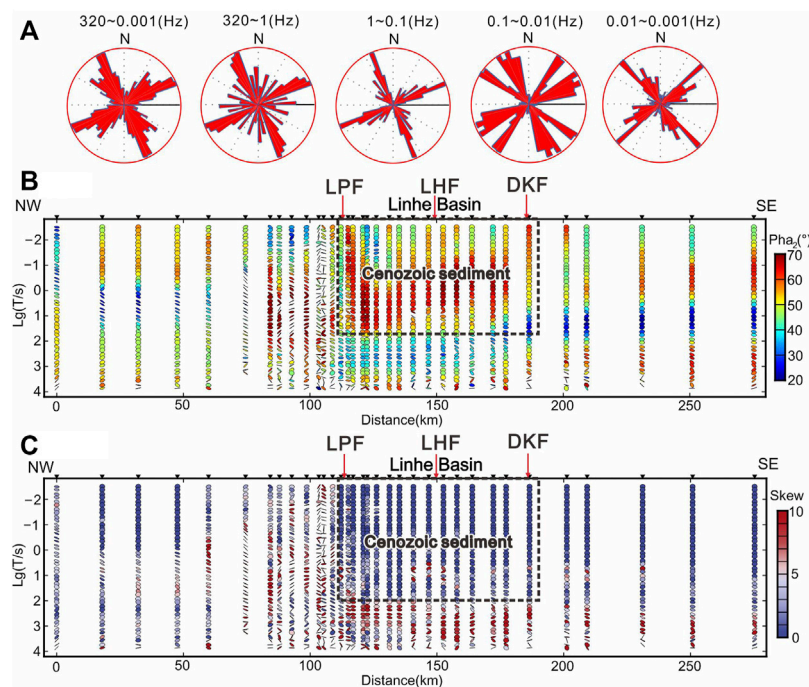 A
320~0.001(Hz) 320~1(Hz) 1~0.1(Hz) 0.1~0.01(Hz) 0.01~0.001(Hz)
N N N N N
B
LPF LHF DKF
NW Linhe Basin SE
Cenozoic sediment
Lg(T/s)
−2
−1
0
1
2
3
4
0 50 100 150 200 250
Distance(km)
Pha₂(°)
70
60
50
40
30
20
C
LPF LHF DKF
NW Linhe Basin SE
Cenozoic sediment
Lg(T/s)
−2
−1
0
1
2
3
4
0 50 100 150 200 250
Distance(km)
Skew
10
5
0